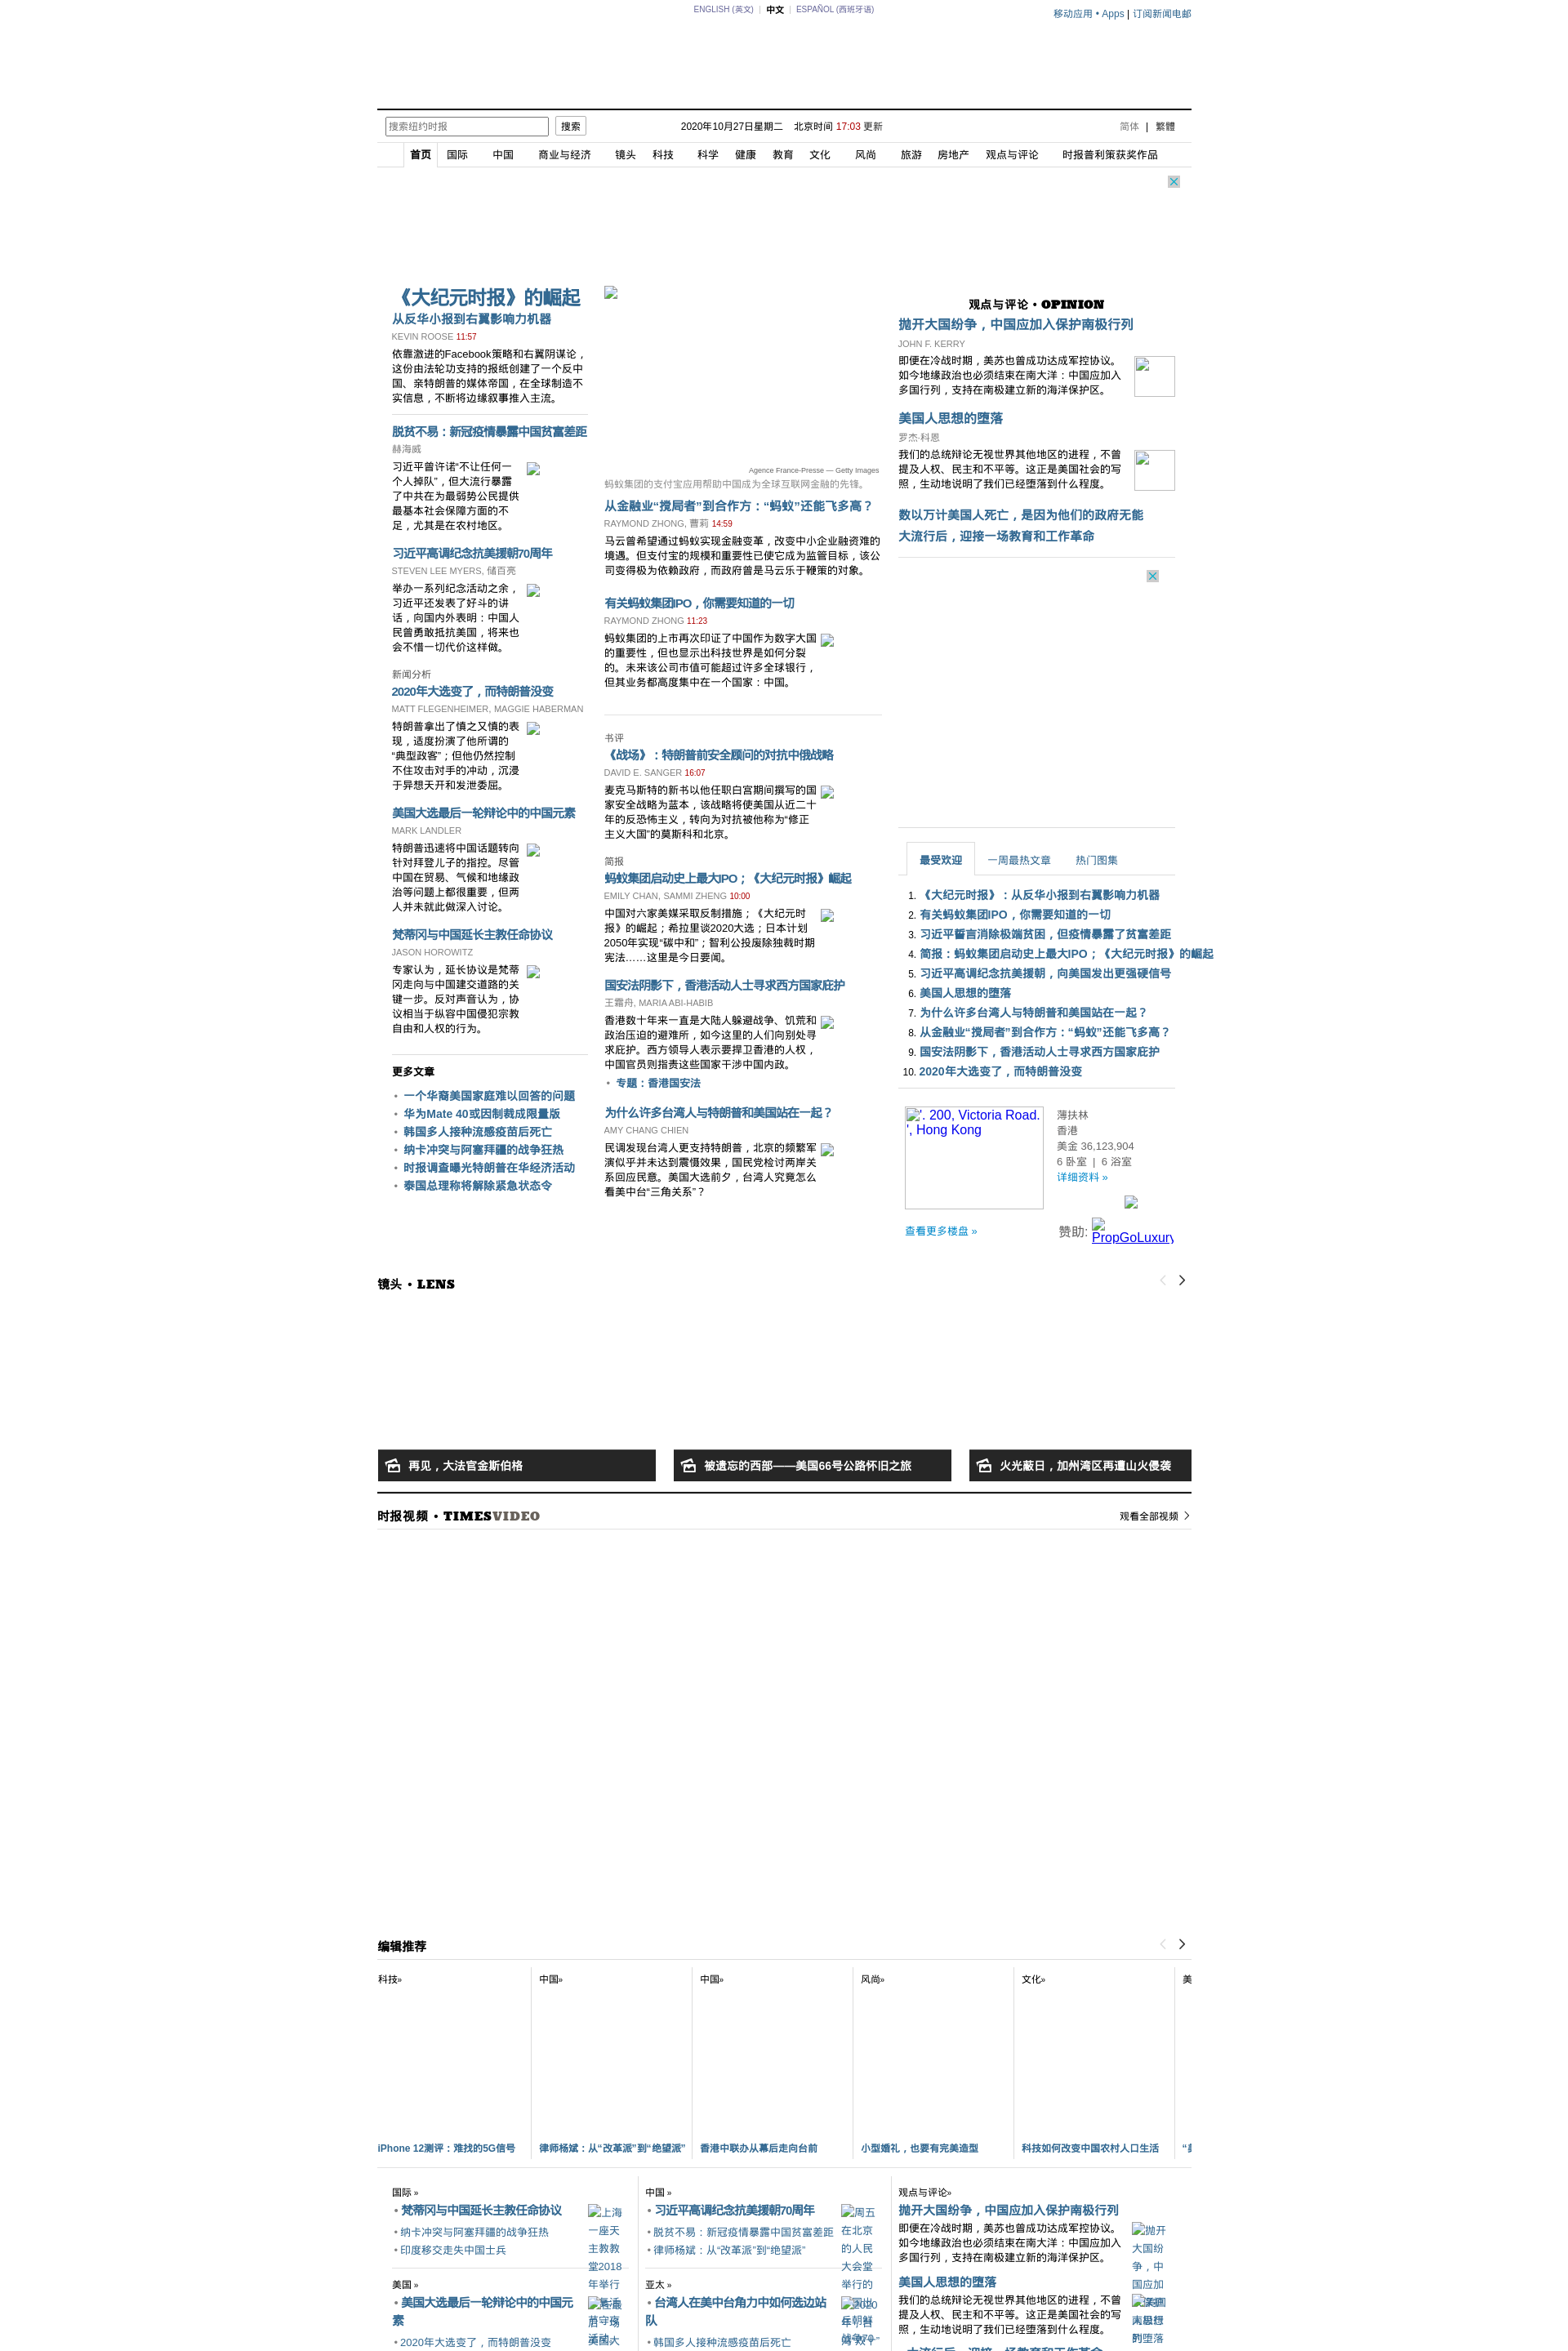 ENGLISH (英文) | 中文 | ESPAÑOL (西班牙语)
移动应用 • Apps | 订阅新闻电邮
搜索纽约时报
搜索
2020年10月27日星期二 北京时间 17:03 更新
简体 | 繁體
首页 国际 中国 商业与经济 镜头 科技 科学 健康 教育 文化 风尚 旅游 房地产 观点与评论 时报普利策获奖作品
《大纪元时报》的崛起
从反华小报到右翼影响力机器
KEVIN ROOSE 11:57
依靠激进的Facebook策略和右翼阴谋论，
这份由法轮功支持的报纸创建了一个反中
国、亲特朗普的媒体帝国，在全球制造不
实信息，不断将边缘叙事推入主流。
脱贫不易：新冠疫情暴露中国贫富差距
赫海威
习近平曾许诺“不让任何一
个人掉队”，但大流行暴露
了中共在为最弱势公民提供
最基本社会保障方面的不
足，尤其是在农村地区。
习近平高调纪念抗美援朝70周年
STEVEN LEE MYERS, 储百亮
举办一系列纪念活动之余，
习近平还发表了好斗的讲
话，向国内外表明：中国人
民曾勇敢抵抗美国，将来也
会不惜一切代价这样做。
新闻分析
2020年大选变了，而特朗普没变
MATT FLEGENHEIMER, MAGGIE HABERMAN
特朗普拿出了慎之又慎的表
现，适度扮演了他所谓的
“典型政客”；但他仍然控制
不住攻击对手的冲动，沉浸
于异想天开和发泄委屈。
美国大选最后一轮辩论中的中国元素
MARK LANDLER
特朗普迅速将中国话题转向
针对拜登儿子的指控。尽管
中国在贸易、气候和地缘政
治等问题上都很重要，但两
人并未就此做深入讨论。
梵蒂冈与中国延长主教任命协议
JASON HOROWITZ
专家认为，延长协议是梵蒂
冈走向与中国建交道路的关
键一步。反对声音认为，协
议相当于纵容中国侵犯宗教
自由和人权的行为。
更多文章
• 一个华裔美国家庭难以回答的问题
• 华为Mate 40或因制裁成限量版
• 韩国多人接种流感疫苗后死亡
• 纳卡冲突与阿塞拜疆的战争狂热
• 时报调查曝光特朗普在华经济活动
• 泰国总理称将解除紧急状态令
Agence France-Presse — Getty Images
蚂蚁集团的支付宝应用帮助中国成为全球互联网金融的先锋。
从金融业“搅局者”到合作方：“蚂蚁”还能飞多高？
RAYMOND ZHONG, 曹莉 14:59
马云曾希望通过蚂蚁实现金融变革，改变中小企业融资难的
境遇。但支付宝的规模和重要性已使它成为监管目标，该公
司变得极为依赖政府，而政府曾是马云乐于鞭策的对象。
有关蚂蚁集团IPO，你需要知道的一切
RAYMOND ZHONG 11:23
蚂蚁集团的上市再次印证了中国作为数字大国
的重要性，但也显示出科技世界是如何分裂
的。未来该公司市值可能超过许多全球银行，
但其业务都高度集中在一个国家：中国。
书评
《战场》：特朗普前安全顾问的对抗中俄战略
DAVID E. SANGER 16:07
麦克马斯特的新书以他任职白宫期间撰写的国
家安全战略为蓝本，该战略将使美国从近二十
年的反恐怖主义，转向为对抗被他称为“修正
主义大国”的莫斯科和北京。
简报
蚂蚁集团启动史上最大IPO；《大纪元时报》崛起
EMILY CHAN, SAMMI ZHENG 10:00
中国对六家美媒采取反制措施；《大纪元时
报》的崛起；希拉里谈2020大选；日本计划
2050年实现“碳中和”；智利公投废除独裁时期
宪法……这里是今日要闻。
国安法阴影下，香港活动人士寻求西方国家庇护
王霜舟, MARIA ABI-HABIB
香港数十年来一直是大陆人躲避战争、饥荒和
政治压迫的避难所，如今这里的人们向别处寻
求庇护。西方领导人表示要捍卫香港的人权，
中国官员则指责这些国家干涉中国内政。
• 专题：香港国安法
为什么许多台湾人与特朗普和美国站在一起？
AMY CHANG CHIEN
民调发现台湾人更支持特朗普，北京的频繁军
演似乎并未达到震慑效果，国民党检讨两岸关
系回应民意。美国大选前夕，台湾人究竟怎么
看美中台“三角关系”？
观点与评论 • OPINION
抛开大国纷争，中国应加入保护南极行列
JOHN F. KERRY
即便在冷战时期，美苏也曾成功达成军控协议。
如今地缘政治也必须结束在南大洋：中国应加入
多国行列，支持在南极建立新的海洋保护区。
美国人思想的堕落
罗杰·科恩
我们的总统辩论无视世界其他地区的进程，不曾
提及人权、民主和不平等。这正是美国社会的写
照，生动地说明了我们已经堕落到什么程度。
数以万计美国人死亡，是因为他们的政府无能
大流行后，迎接一场教育和工作革命
最受欢迎 一周最热文章 热门图集
1. 《大纪元时报》：从反华小报到右翼影响力机器
2. 有关蚂蚁集团IPO，你需要知道的一切
3. 习近平誓言消除极端贫困，但疫情暴露了贫富差距
4. 简报：蚂蚁集团启动史上最大IPO；《大纪元时报》的崛起
5. 习近平高调纪念抗美援朝，向美国发出更强硬信号
6. 美国人思想的堕落
7. 为什么许多台湾人与特朗普和美国站在一起？
8. 从金融业“搅局者”到合作方：“蚂蚁”还能飞多高？
9. 国安法阴影下，香港活动人士寻求西方国家庇护
10. 2020年大选变了，而特朗普没变
'. 200, Victoria Road.
', Hong Kong
薄扶林
香港
美金 36,123,904
6 卧室 | 6 浴室
详细资料 »
查看更多楼盘 »
赞助:
PropGoLuxury
镜头 • LENS
再见，大法官金斯伯格
被遗忘的西部——美国66号公路怀旧之旅
火光蔽日，加州湾区再遭山火侵袭
时报视频 • TIMESVIDEO
观看全部视频
编辑推荐
科技»
中国»
中国»
风尚»
文化»
美
iPhone 12测评：难找的5G信号
律师杨斌：从“改革派”到“绝望派”
香港中联办从幕后走向台前
小型婚礼，也要有完美造型
科技如何改变中国农村人口生活
国际 »
• 梵蒂冈与中国延长主教任命协议
• 纳卡冲突与阿塞拜疆的战争狂热
• 印度移交走失中国士兵
上海
一座天
主教教
堂2018
年举行
美国 »
• 美国大选最后一轮辩论中的中国元
素
• 2020年大选变了，而特朗普没变
中国 »
• 习近平高调纪念抗美援朝70周年
• 脱贫不易：新冠疫情暴露中国贫富差距
• 律师杨斌：从“改革派”到“绝望派”
周五
在北京
的人民
大会堂
举行的
亚太 »
• 台湾人在美中台角力中如何选边站
队
• 韩国多人接种流感疫苗后死亡
观点与评论»
抛开大国纷争，中国应加入保护南极行列
即便在冷战时期，美苏也曾成功达成军控协议。
如今地缘政治也必须结束在南大洋：中国应加入
多国行列，支持在南极建立新的海洋保护区。
抛开
大国纷
争，中
国应加
美国人思想的堕落
我们的总统辩论无视世界其他地区的进程，不曾
提及人权、民主和不平等。这正是美国社会的写
照，生动地说明了我们已经堕落到什么程度。